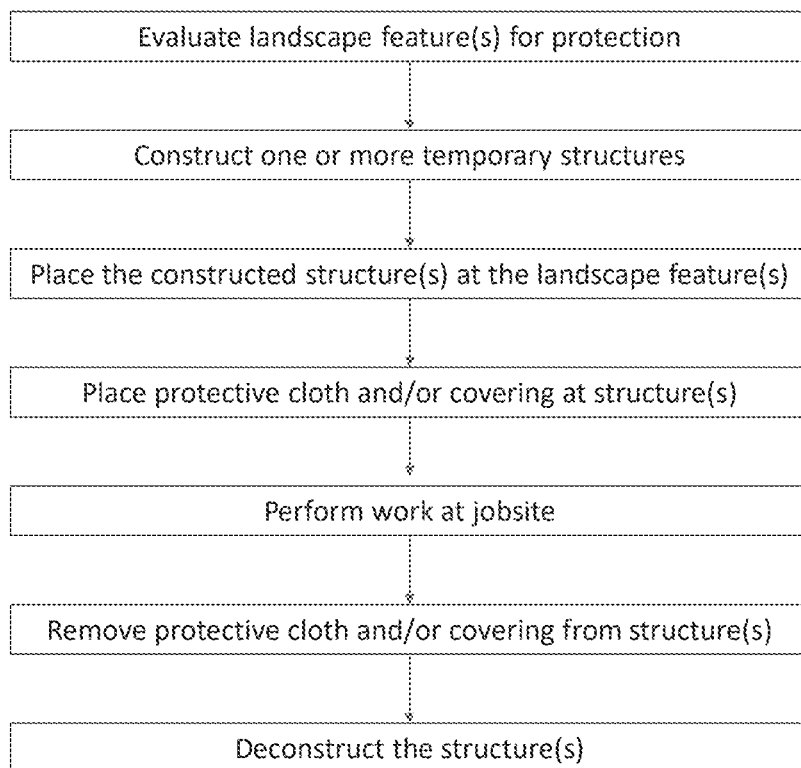 Evaluate landscape feature(s) for protection
Construct one or more temporary structures
Place the constructed structure(s) at the landscape feature(s)
Place protective cloth and/or covering at structure(s)
Perform work at jobsite
Remove protective cloth and/or covering from structure(s)
Deconstruct the structure(s)